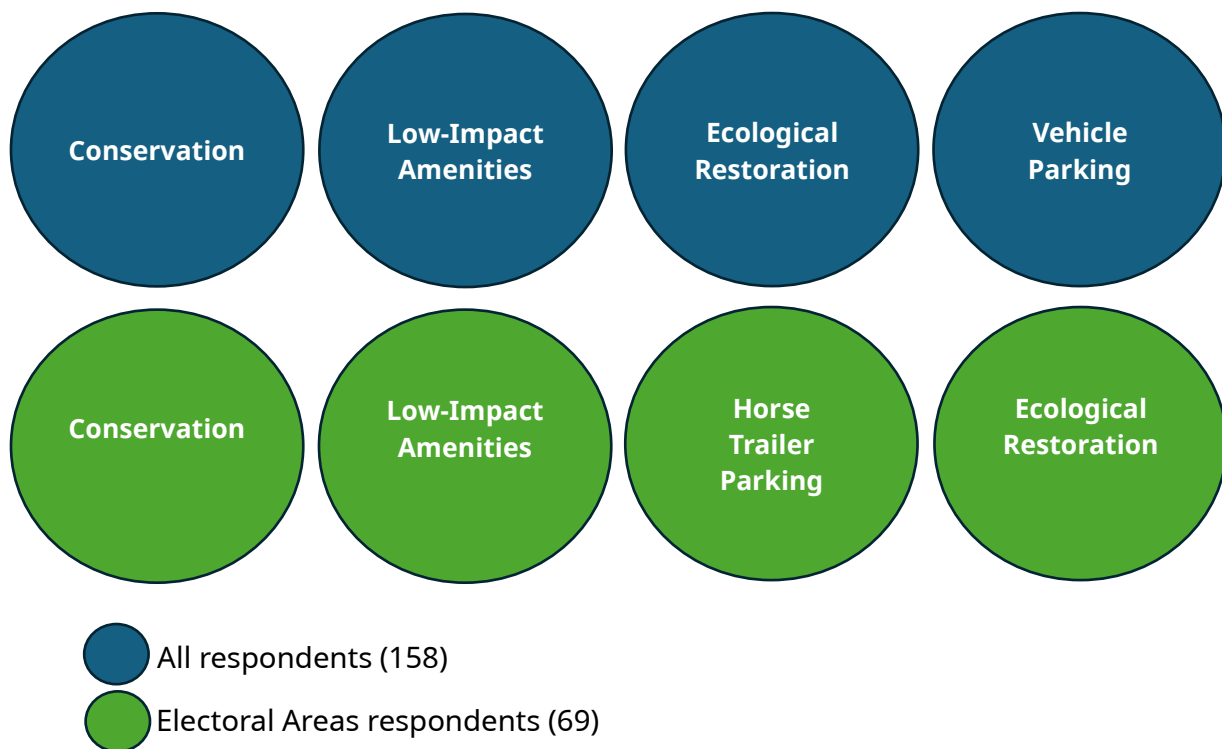 Conservation
Low-Impact
Amenities
Ecological
Restoration
Vehicle
Parking
Conservation
Low-Impact
Amenities
Horse
Trailer
Parking
Ecological
Restoration
All respondents (158)
Electoral Areas respondents (69)